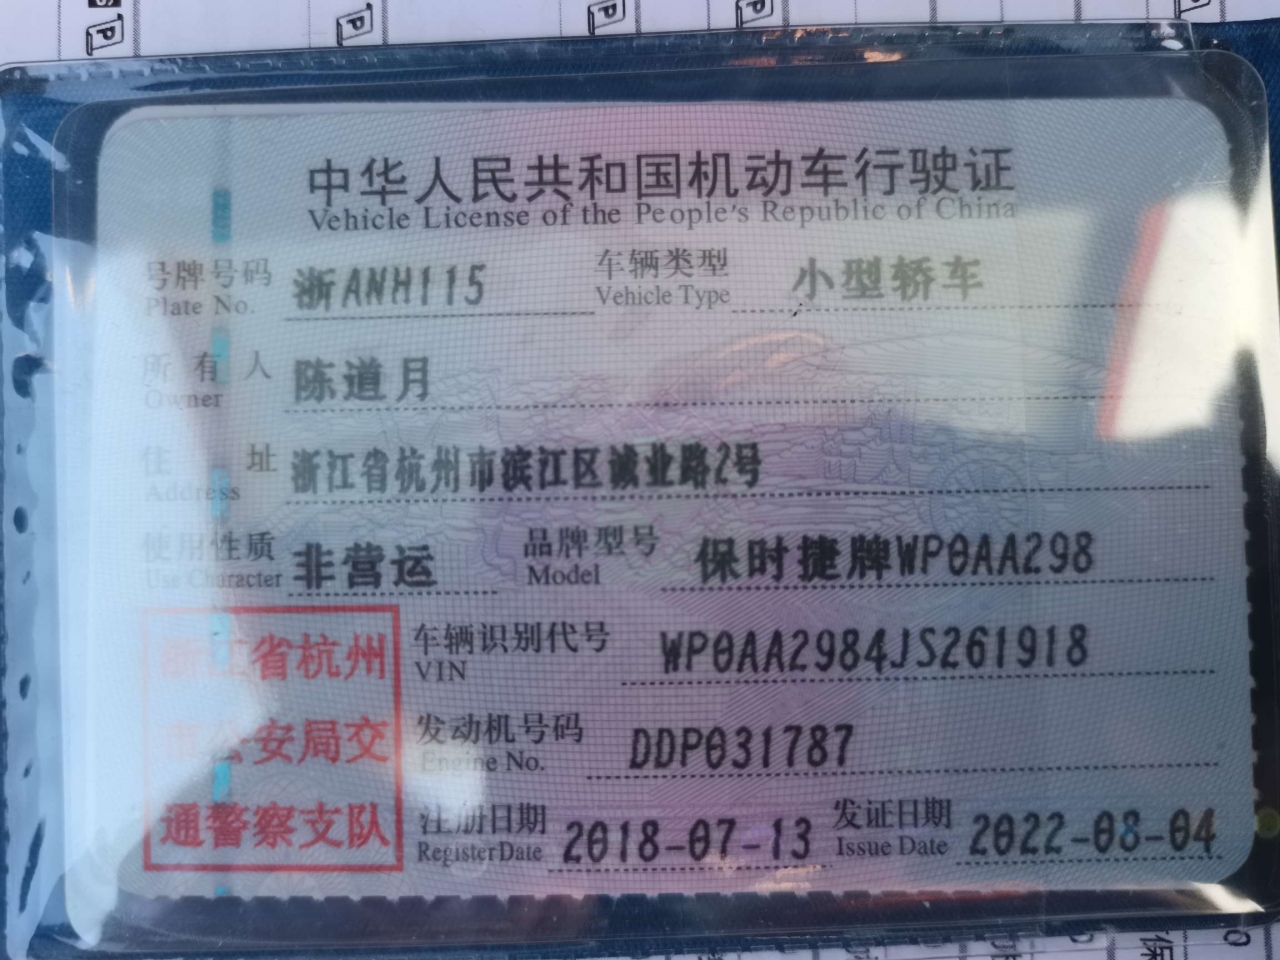 P
P
P
P
P
中华人民共和国机动车行驶证
Vehicle License of the People's Republic of China
号牌号码 浙ANH115 车辆类型 小型轿车
Plate No. Vehicle Type
所有人 陈道月
Owner
住址 浙江省杭州市滨江区诚业路2号
Address
使用性质 非营运 品牌型号 保时捷牌WP0AA298
Use Character Model
浙江省杭州 车辆识别代号 WP0AA2984JS261918
VIN
市公安局交 发动机号码 DDP031787
Engine No.
通警察支队 注册日期 2018-07-13 发证日期 2022-08-04
Register Date Issue Date
保